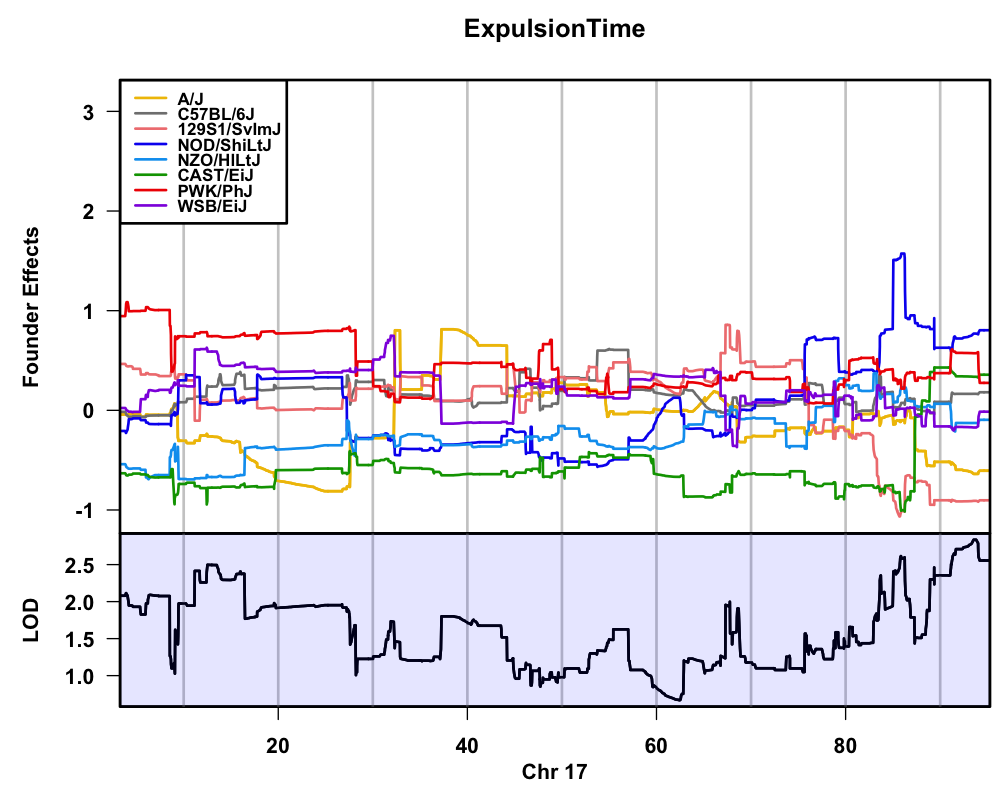 ExpulsionTime
A/J
C57BL/6J
129S1/SvImJ
NOD/ShiLtJ
NZO/HlLtJ
CAST/EiJ
PWK/PhJ
WSB/EiJ
Founder Effects
3
2
1
0
-1
LOD
2.5
2.0
1.5
1.0
20
40
60
80
Chr 17